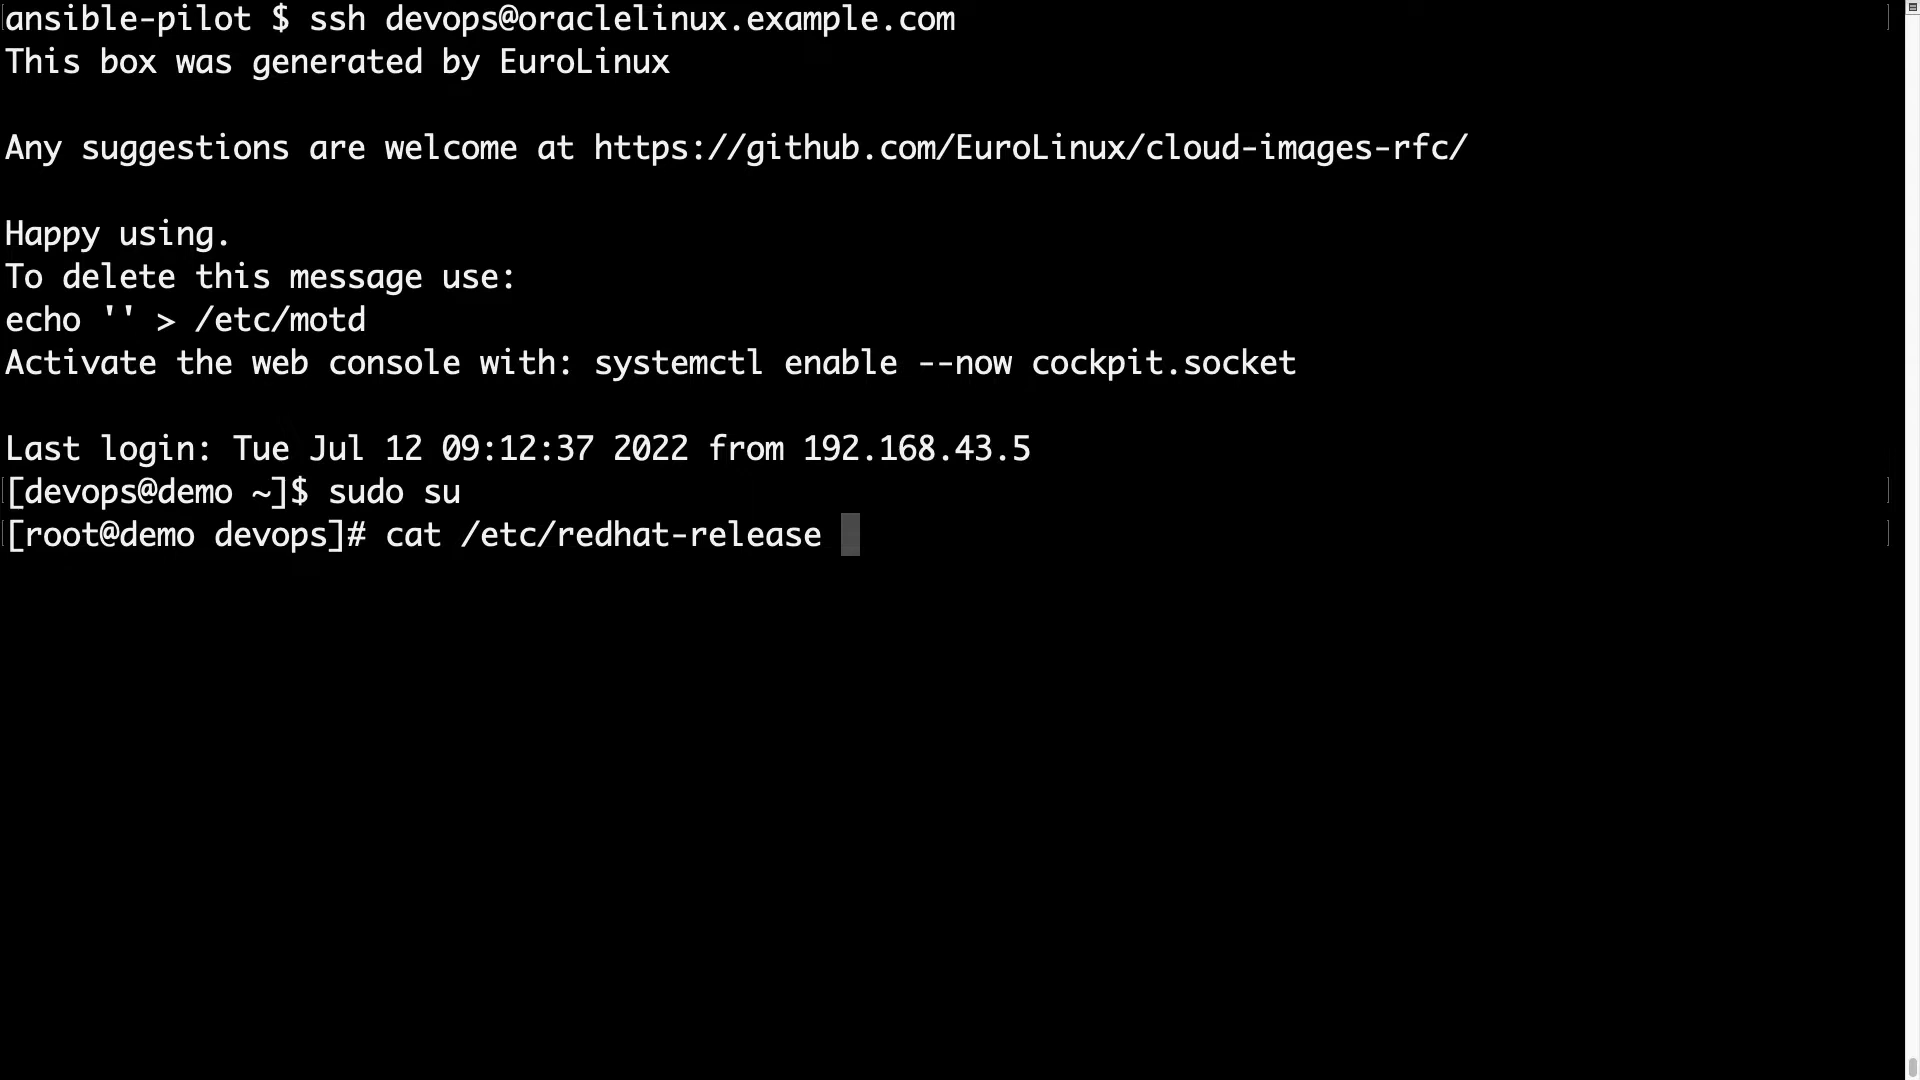 ansible-pilot $ ssh devops@oraclelinux.example.com
This box was generated by EuroLinux
Any suggestions are welcome at https://github.com/EuroLinux/cloud-images-rfc/
Happy using.
To delete this message use:
echo '' > /etc/motd
Activate the web console with: systemctl enable --now cockpit.socket
Last login: Tue Jul 12 09:12:37 2022 from 192.168.43.5
[devops@demo ~]$ sudo su
[root@demo devops]# cat /etc/redhat-release